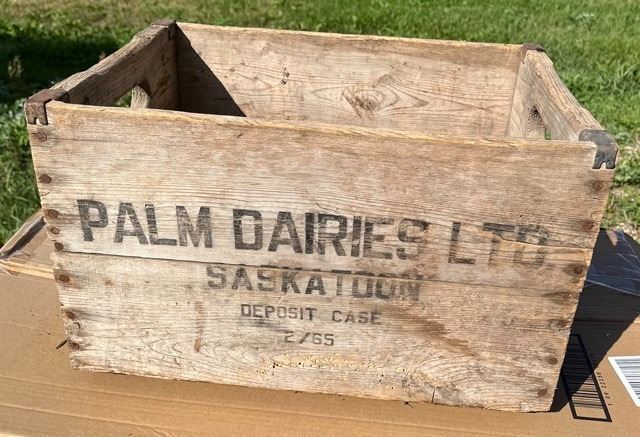 PALM DAIRIES LTD
SASKATOON
DEPOSIT CASE
2/65